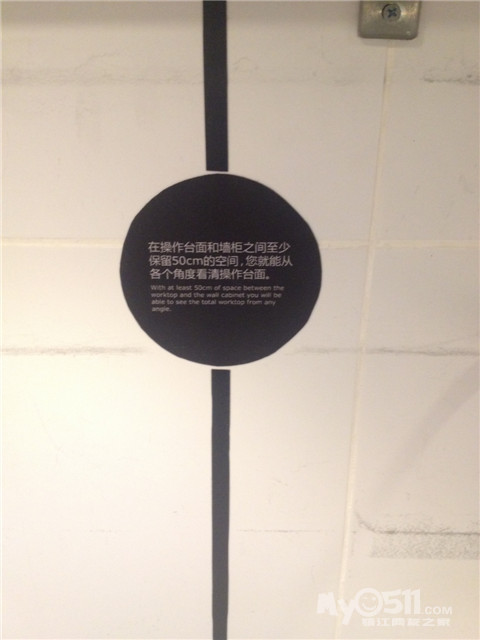 在操作台面和墙柜之间至少
保留50cm的空间，您就能从
各个角度看清操作台面。
With at least 50cm of space between the
worktop and the wall cabinet you will be
able to see the total worktop from any
angle.
My0511.com